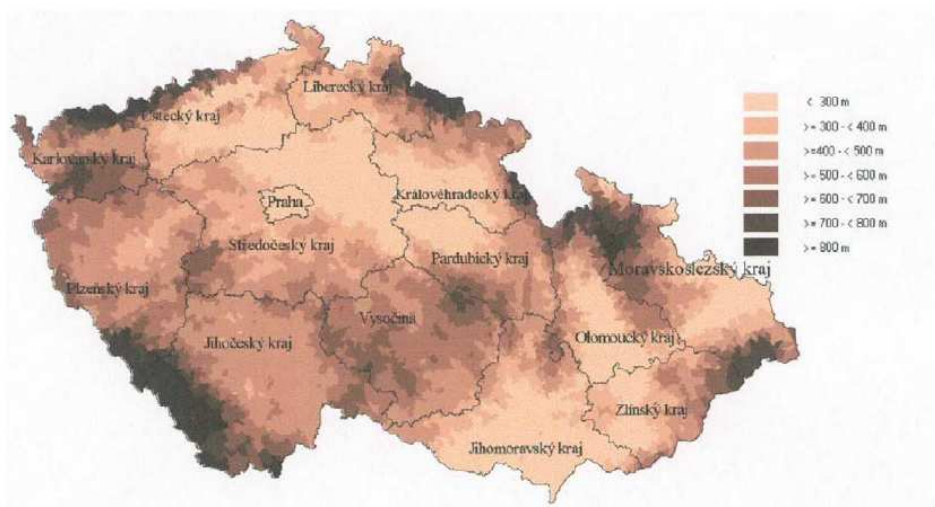 Liberecký kraj
Ústecký kraj
Karlovarský kraj
Královéhradecký kraj
Praha
Středočeský kraj
Pardubický kraj
Moravskoslezský kraj
Plzeňský kraj
Vysočina
Jihočeský kraj
Olomoucký kraj
Zlínský kraj
Jihomoravský kraj
< 300 m
>= 300 - < 400 m
>=400 - < 500 m
>= 500 - < 600 m
>= 600 - < 700 m
>= 700 - < 800 m
>= 800 m